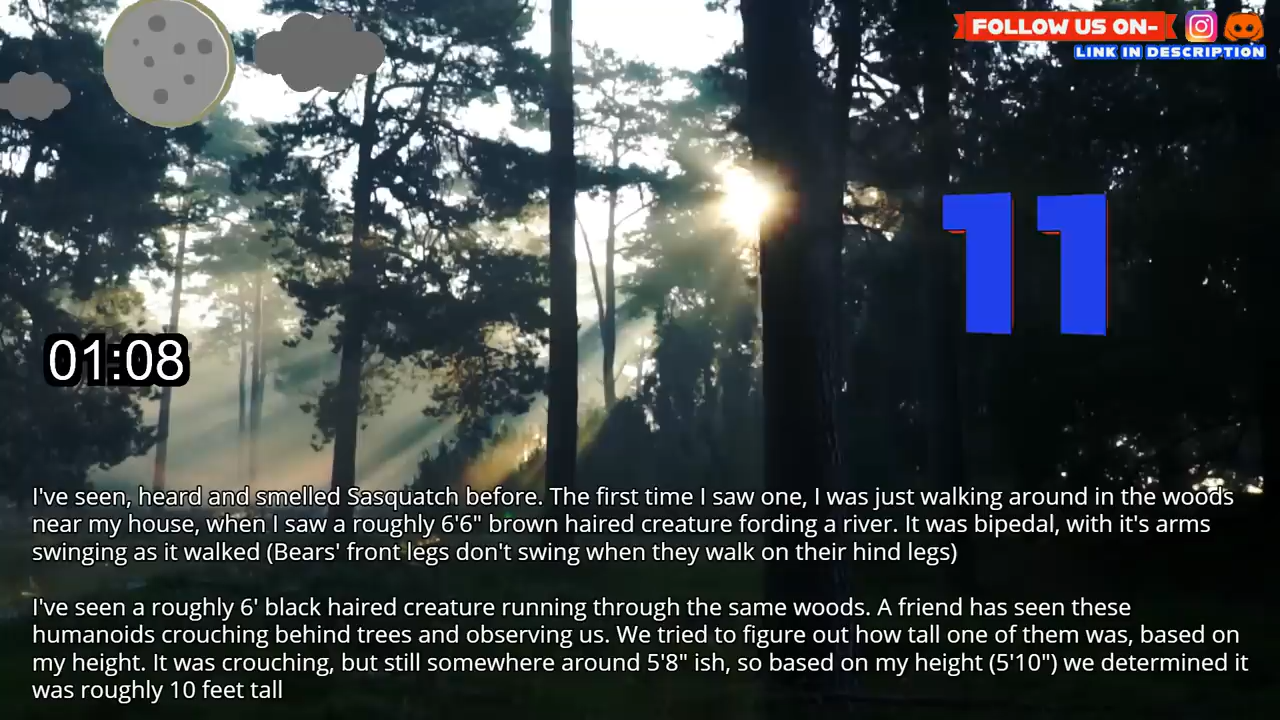 FOLLOW US ON-
LINK IN DESCRIPTION
11
01:08
I've seen, heard and smelled Sasquatch before. The first time I saw one, I was just walking around in the woods
near my house, when I saw a roughly 6'6" brown haired creature fording a river. It was bipedal, with it's arms
swinging as it walked (Bears' front legs don't swing when they walk on their hind legs)
I've seen a roughly 6' black haired creature running through the same woods. A friend has seen these
humanoids crouching behind trees and observing us. We tried to figure out how tall one of them was, based on
my height. It was crouching, but still somewhere around 5'8" ish, so based on my height (5'10") we determined it
was roughly 10 feet tall